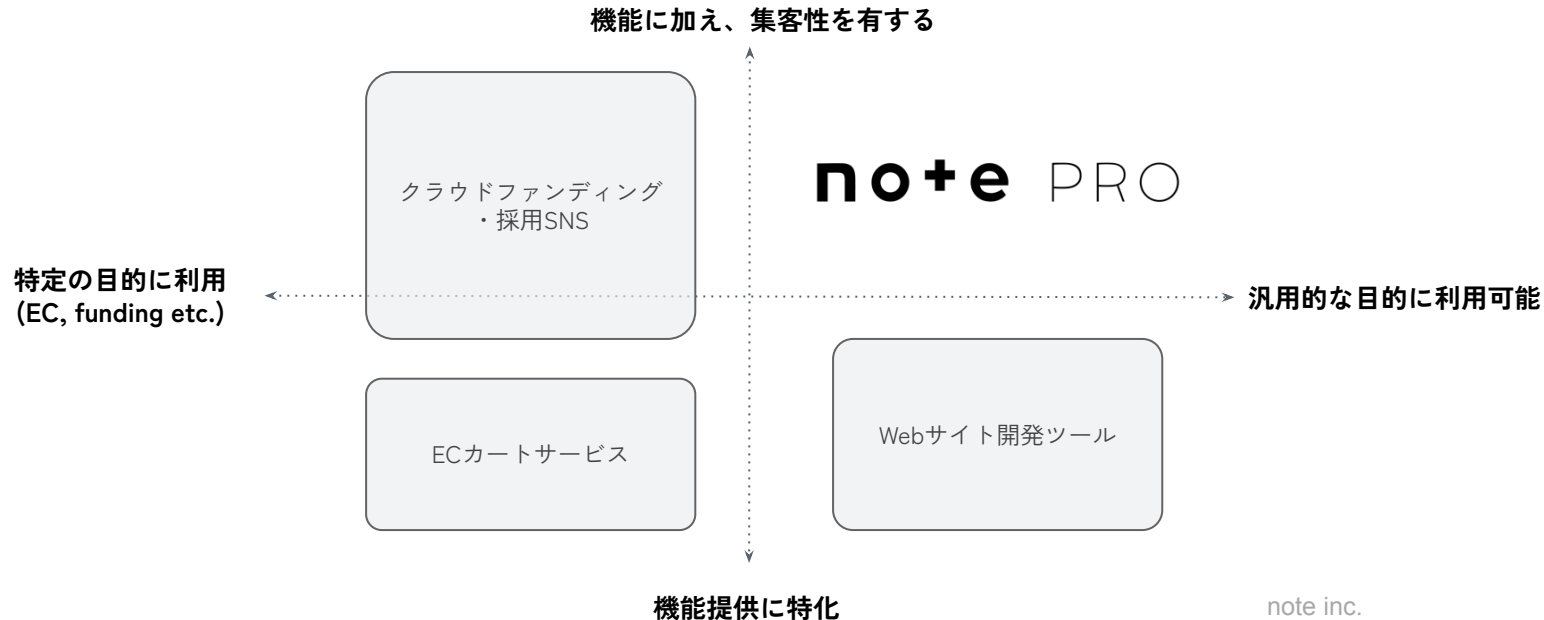 機能に加え、集客性を有する
クラウドファンディング
・採用SNS
note PRO
特定の目的に利用
(EC, funding etc.)
汎用的な目的に利用可能
Webサイト開発ツール
ECカートサービス
機能提供に特化
note inc.